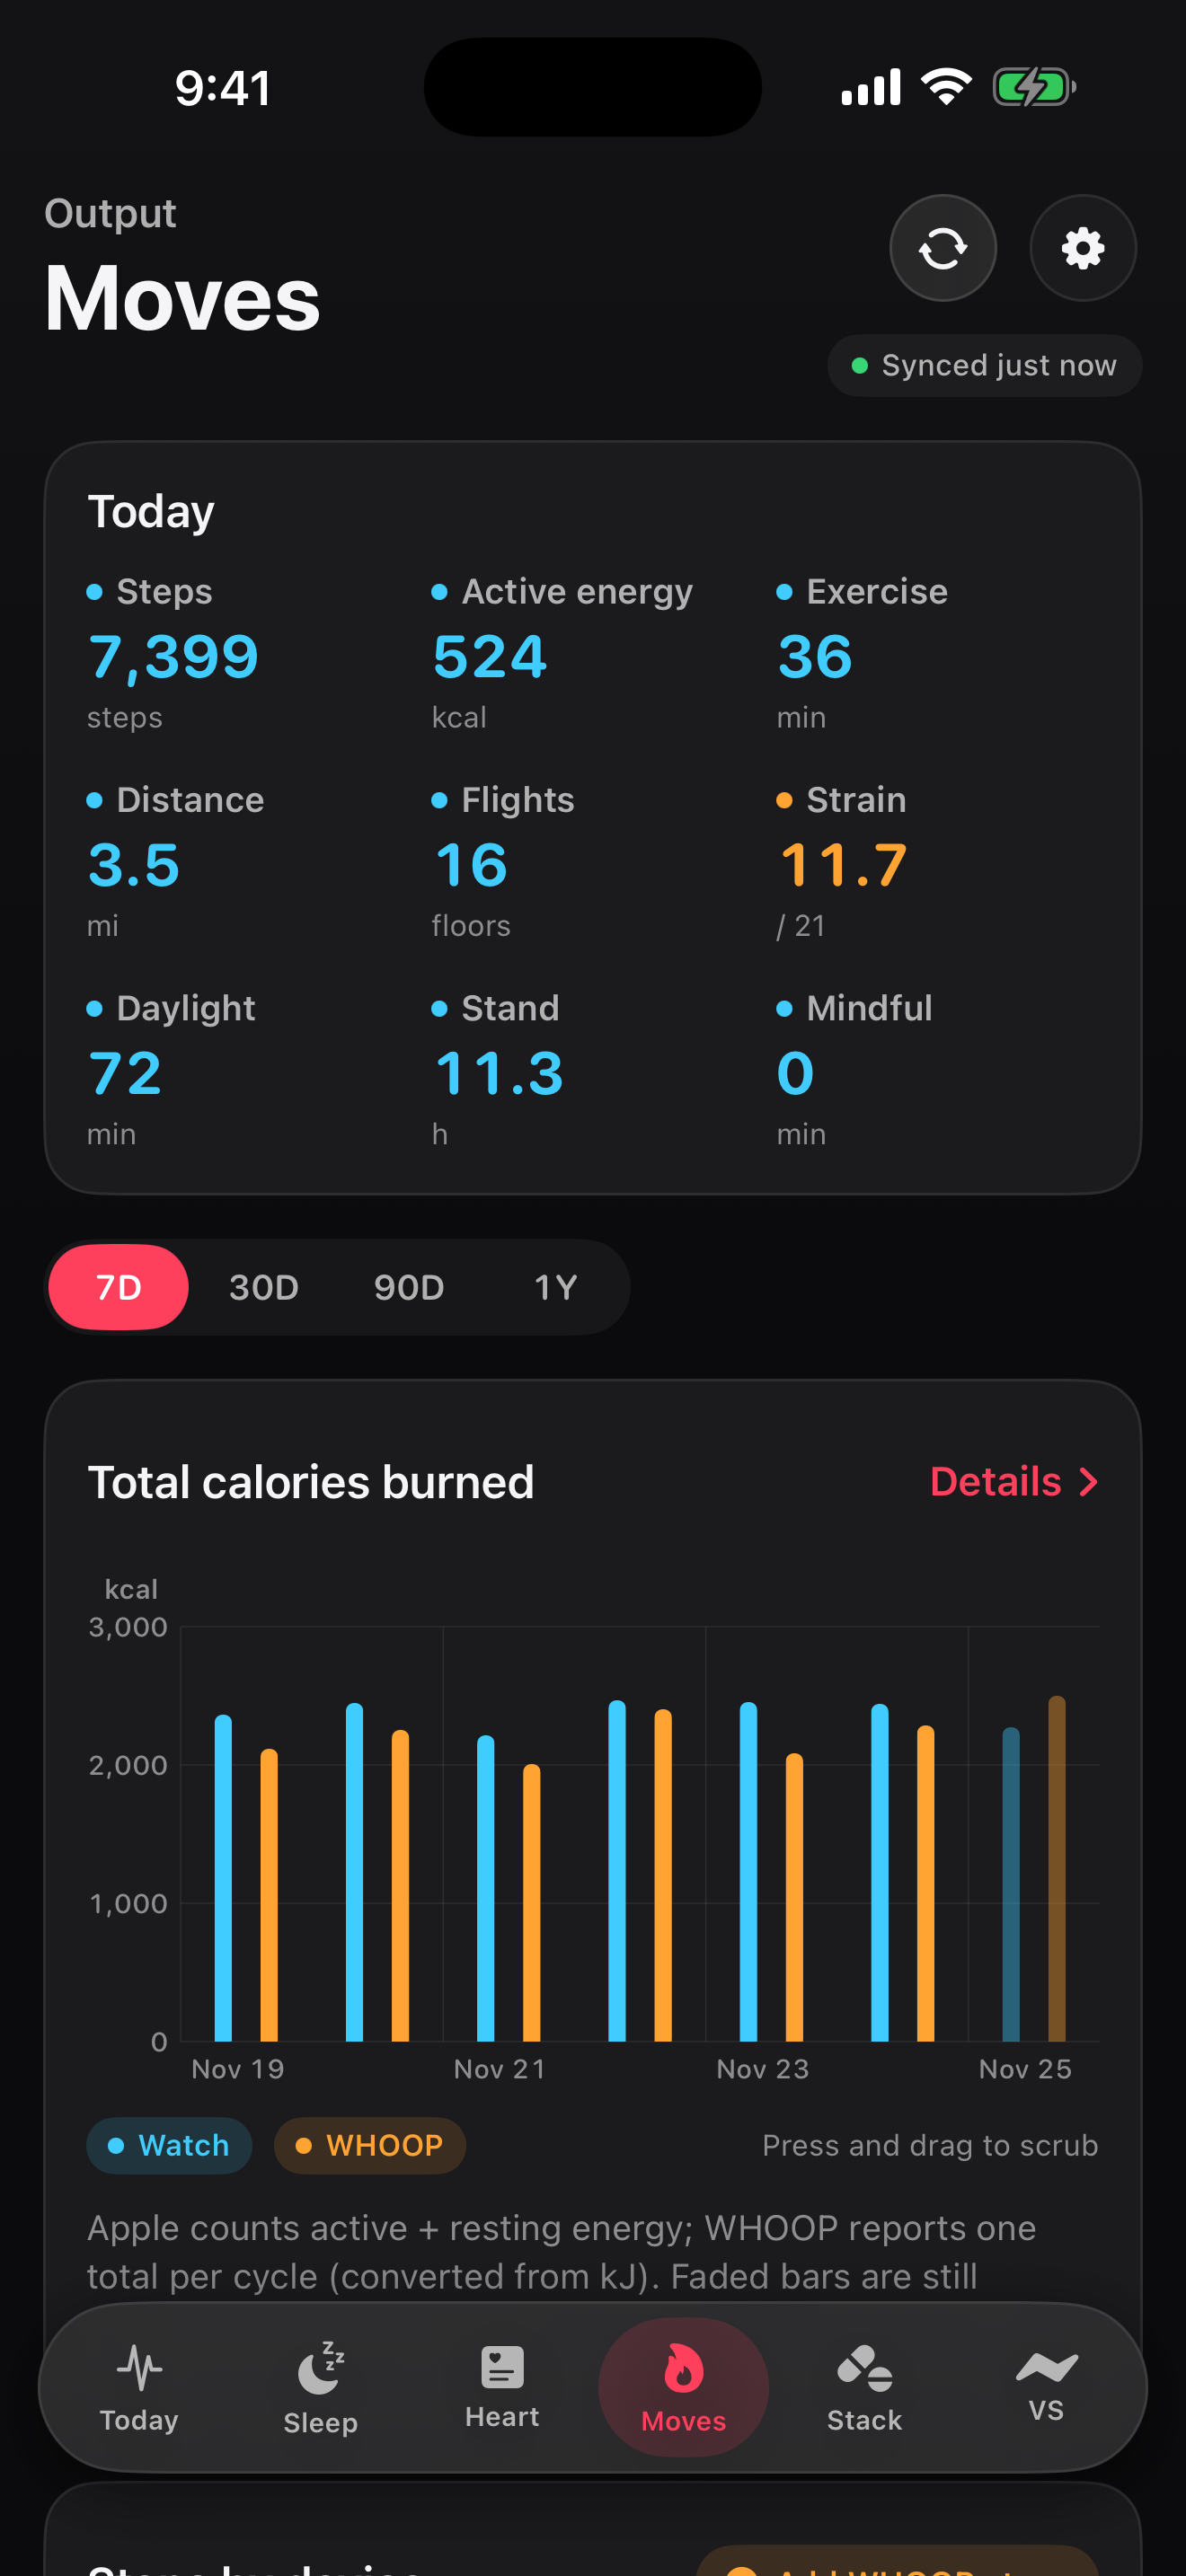 9:41
Output
Moves
Synced just now
Today
Steps
Active energy
Exercise
7,399
524
36
steps
kcal
min
Distance
Flights
Strain
3.5
16
11.7
mi
floors
/ 21
Daylight
Stand
Mindful
72
11.3
0
min
h
min
7D 30D 90D 1Y
Total calories burned
Details
kcal
3,000
2,000
1,000
0
Nov 19 Nov 21 Nov 23 Nov 25
Watch WHOOP Press and drag to scrub
Apple counts active + resting energy; WHOOP reports one
total per cycle (converted from kJ). Faded bars are still
Today Sleep Heart Moves Stack VS